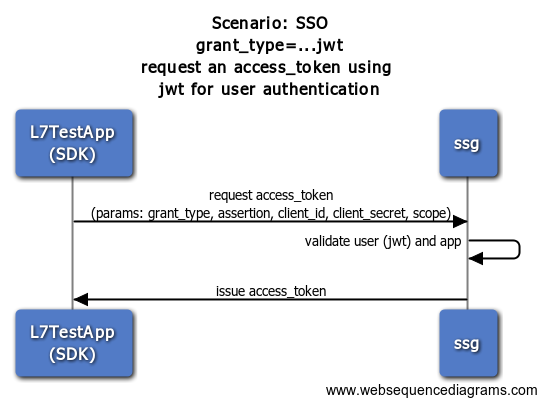 Scenario: SSO
grant_type=...jwt
request an access_token using
jwt for user authentication
L7TestApp
(SDK)
ssg
request access_token
(params: grant_type, assertion, client_id, client_secret, scope)
validate user (jwt) and app
issue access_token
L7TestApp
(SDK)
ssg
www.websequencediagrams.com